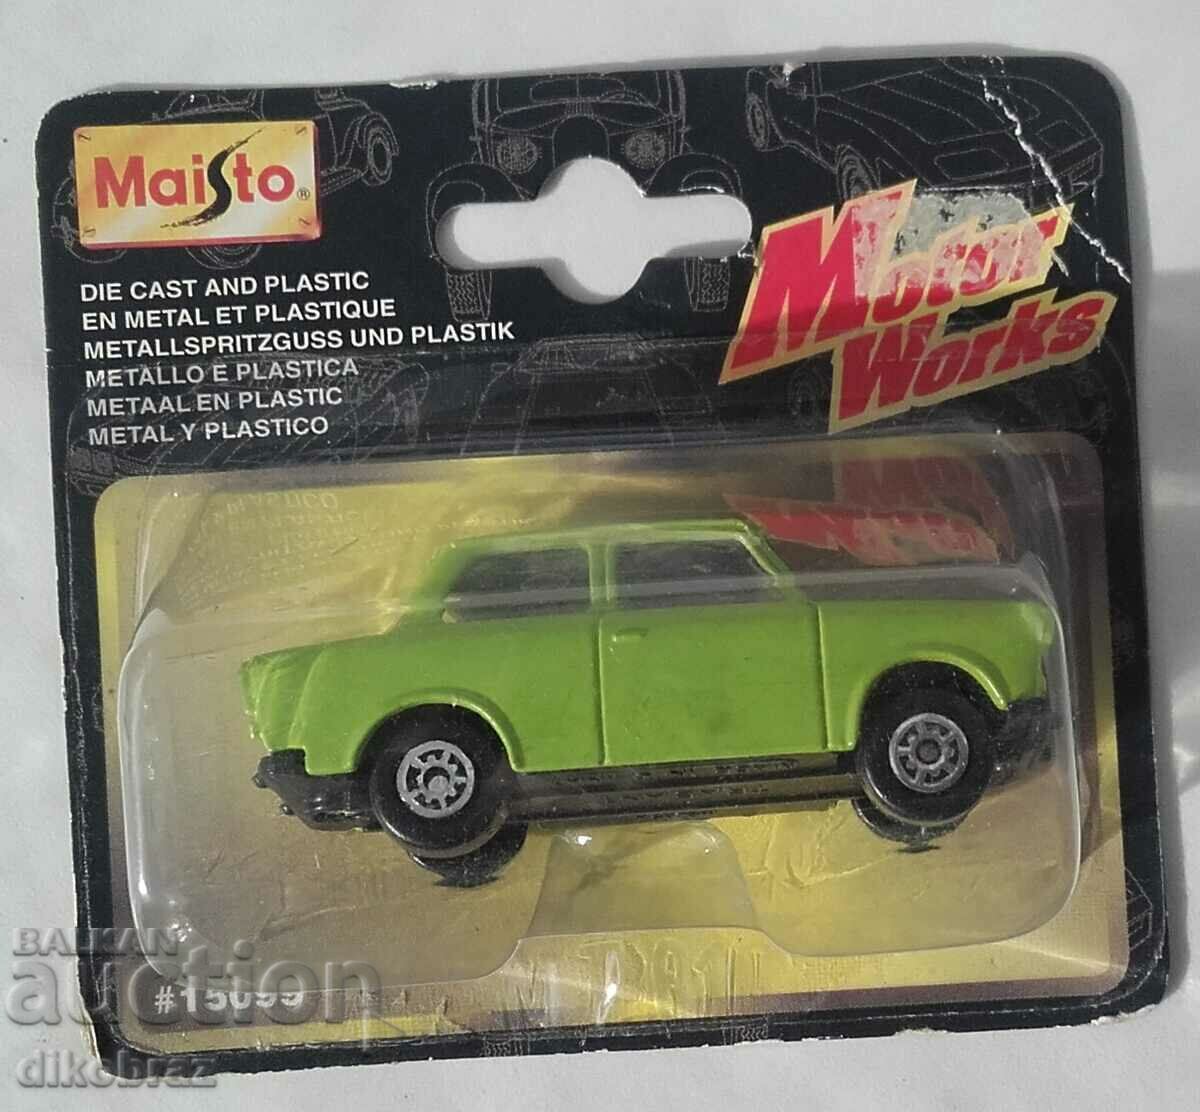 Maisto®
Motor
Works
DIE CAST AND PLASTIC
EN METAL ET PLASTIQUE
METALLSPRITZGUSS UND PLASTIK
METALLO E PLASTICA
METAAL EN PLASTIC
METAL Y PLASTICO
BALKAN
auction
#15099
dikobraz